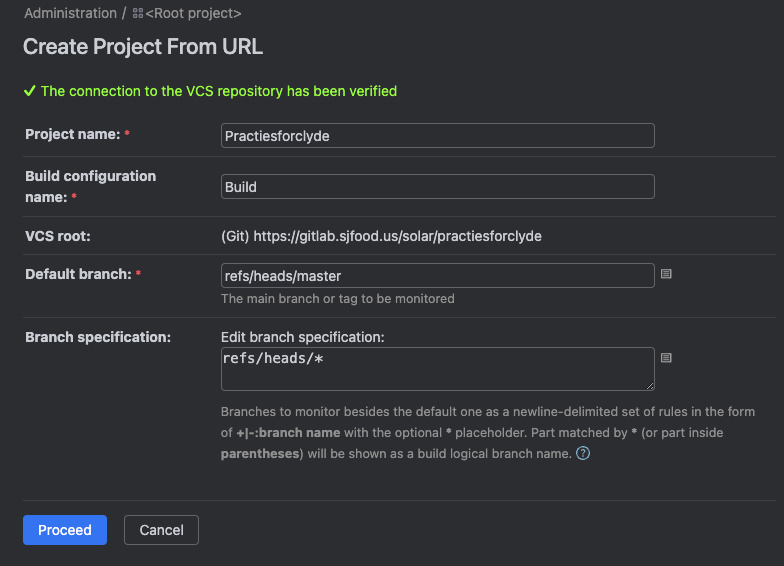 Administration / <Root project>
Create Project From URL
The connection to the VCS repository has been verified
Project name: * Practiesforclyde
Build configuration
name: * Build
VCS root: (Git) https://gitlab.sjfood.us/solar/practiesforclyde
Default branch: * refs/heads/master
The main branch or tag to be monitored
Branch specification: Edit branch specification:
refs/heads/*
Branches to monitor besides the default one as a newline-delimited set of rules in the form
of +|-:branch name with the optional * placeholder. Part matched by * (or part inside
parentheses) will be shown as a build logical branch name. ?
Proceed Cancel